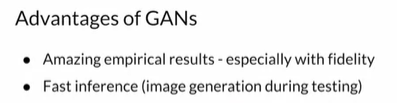 Advantages of GANs
• Amazing empirical results - especially with fidelity
• Fast inference (image generation during testing)